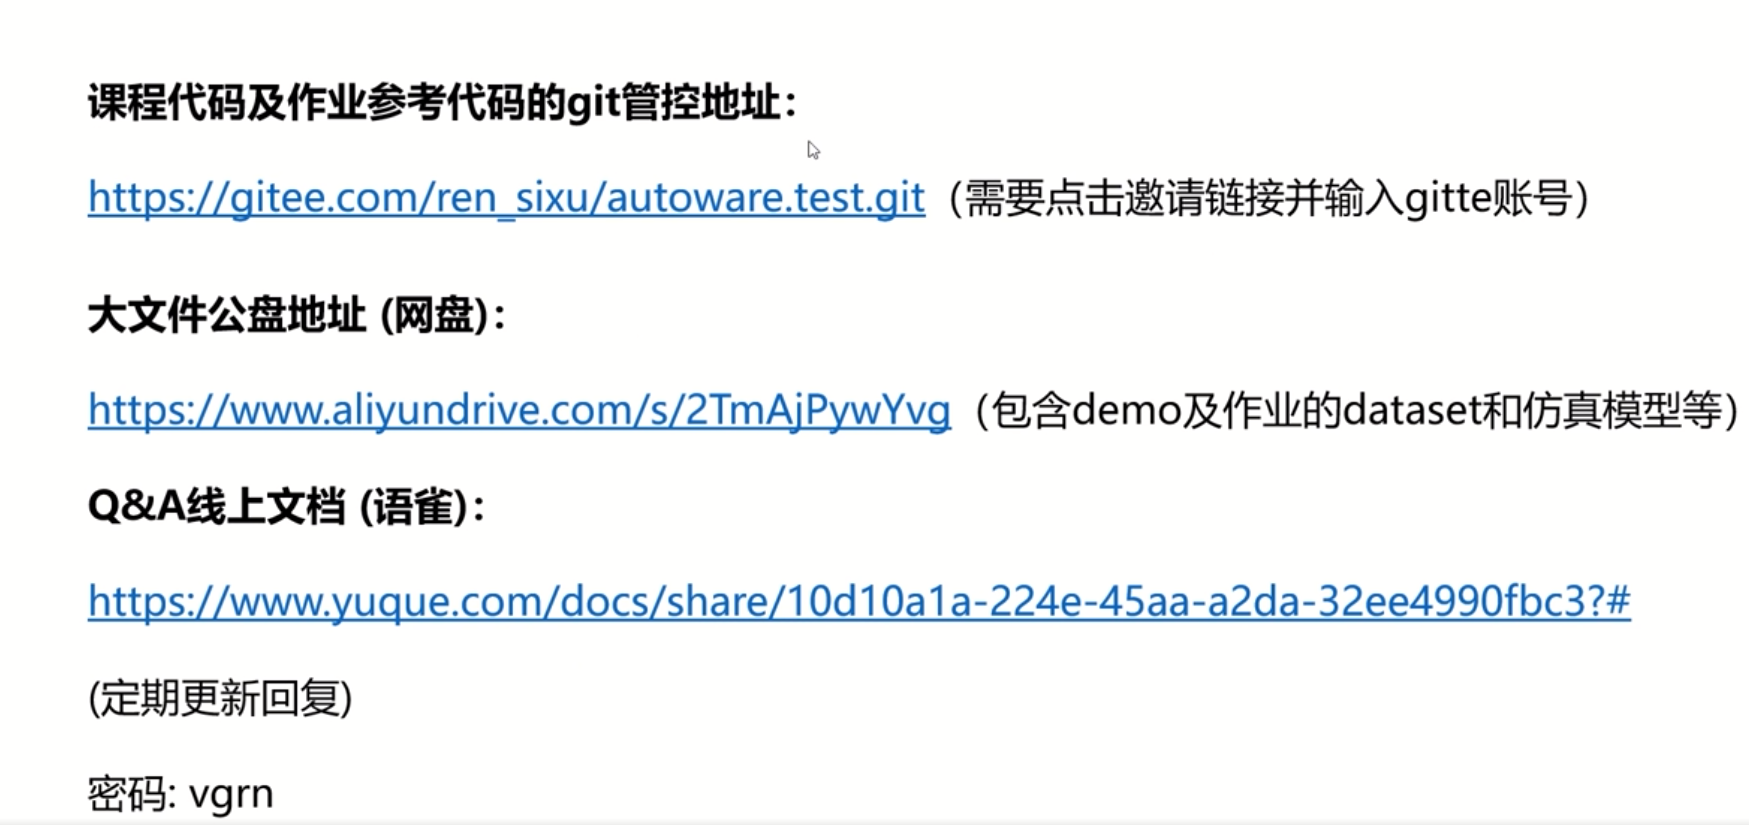 课程代码及作业参考代码的git管控地址：
https://gitee.com/ren_sixu/autoware.test.git（需要点击邀请链接并输入gitte账号）
大文件公盘地址 (网盘)：
https://www.aliyundrive.com/s/2TmAjPywYvg（包含demo及作业的dataset和仿真模型等）
Q&A线上文档 (语雀)：
https://www.yuque.com/docs/share/10d10a1a-224e-45aa-a2da-32ee4990fbc3?#
(定期更新回复)
密码: vgrn